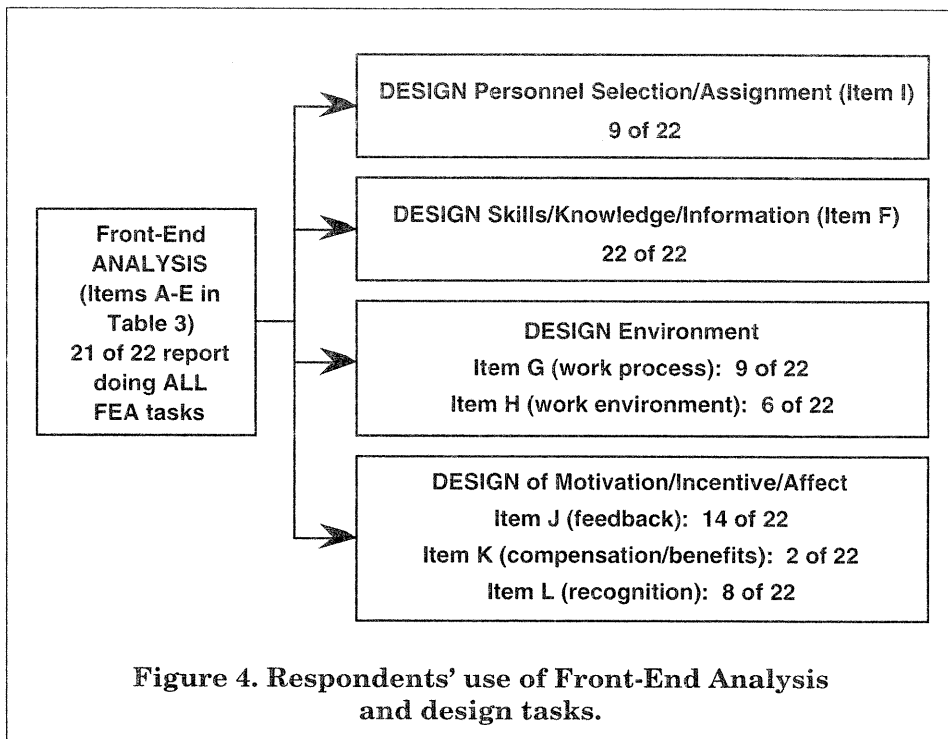 Front-End
ANALYSIS
(Items A-E in
Table 3)
21 of 22 report
doing ALL
FEA tasks
DESIGN Personnel Selection/Assignment (Item I)
9 of 22
DESIGN Skills/Knowledge/Information (Item F)
22 of 22
DESIGN Environment
Item G (work process): 9 of 22
Item H (work environment): 6 of 22
DESIGN of Motivation/Incentive/Affect
Item J (feedback): 14 of 22
Item K (compensation/benefits): 2 of 22
Item L (recognition): 8 of 22
Figure 4. Respondents' use of Front-End Analysis
and design tasks.